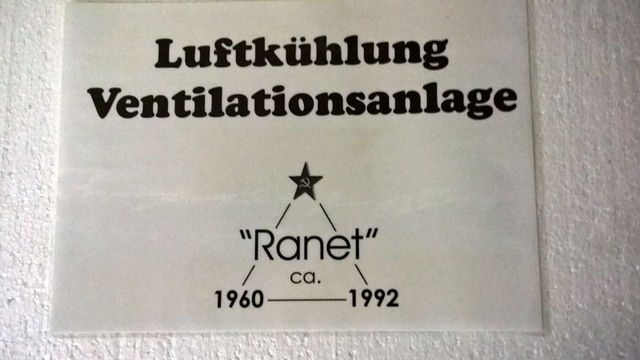 Luftkühlung
Ventilationsanlage
"Ranet"
ca.
1960 1992